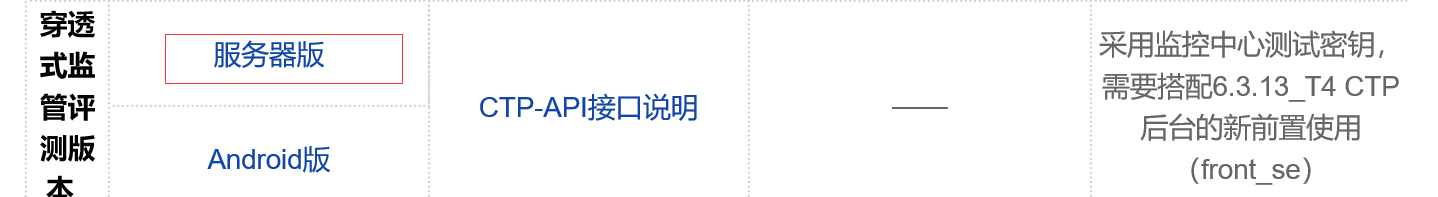 穿透
式监
管评
测版
本
服务器版
Android版
CTP-API接口说明
——
采用监控中心测试密钥，
需要搭配6.3.13_T4 CTP
后台的新前置使用
（front_se）